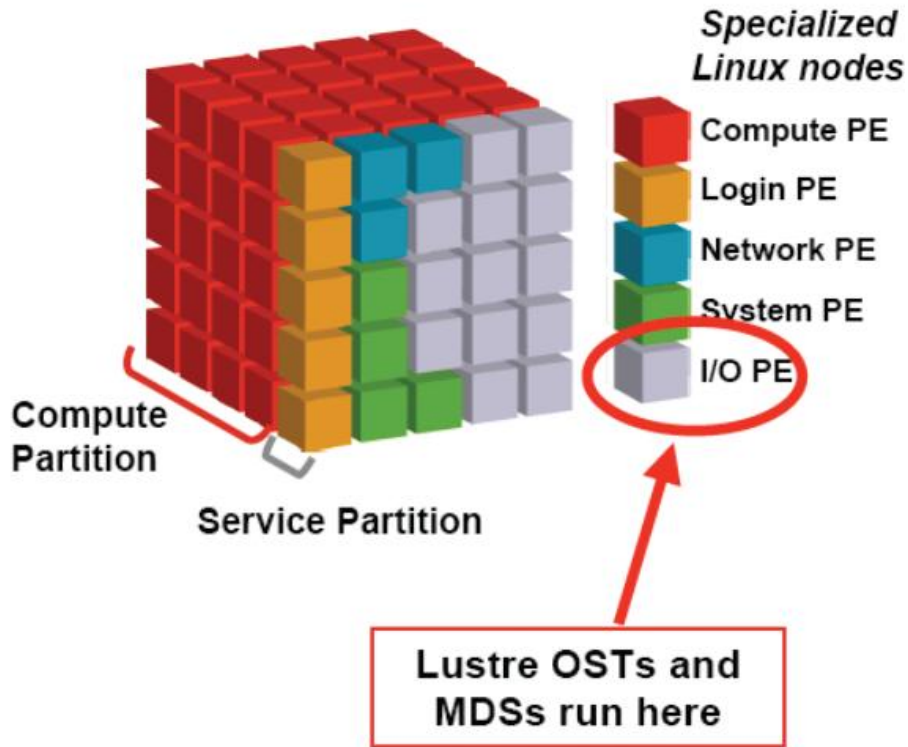 Specialized
Linux nodes
Compute PE
Login PE
Network PE
System PE
I/O PE
Compute
Partition
Service Partition
Lustre OSTs and
MDSs run here